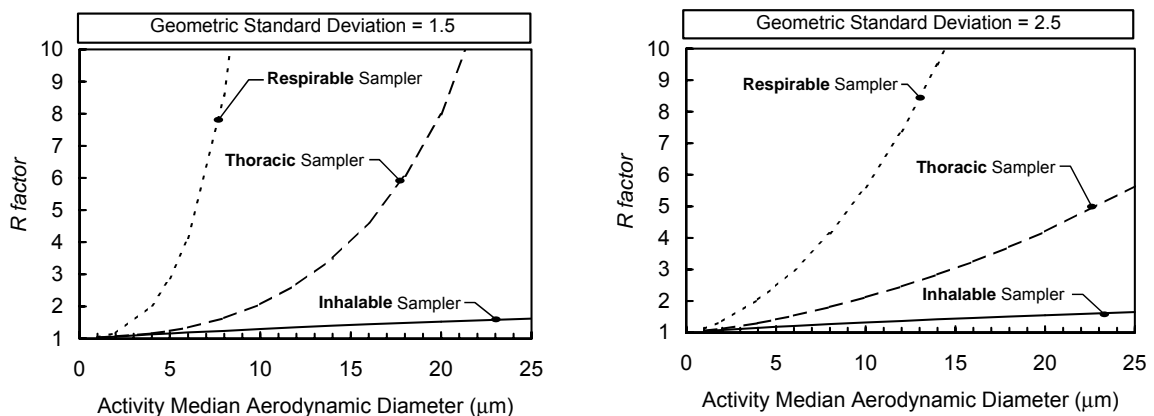 Geometric Standard Deviation = 1.5
10
9
8
7
6
5
4
3
2
1
R factor
Respirable Sampler
Thoracic
Sampler
Inhalable Sampler
0 5 10 15 20 25
Activity Median Aerodynamic Diameter (μm)
Geometric Standard Deviation = 2.5
10
9
8
7
6
5
4
3
2
1
R factor
Respirable Sampler
Thoracic Sampler
Inhalable Sampler
0 5 10 15 20 25
Activity Median Aerodynamic Diameter (μm)